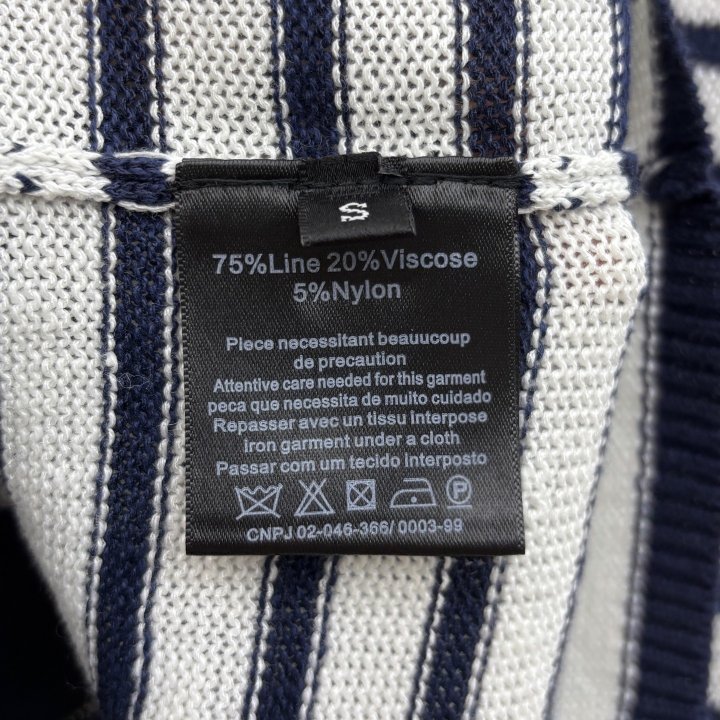 S
75%Line 20%Viscose
5%Nylon
Piece necessitant beauucoup
de precaution
Attentive care needed for this garment
peca que necessita de muito cuidado
Repasser avec un tissu interpose
iron garment under a cloth
Passar com um tecido interposto
P
CNPJ 02-046-366/ 0003-99